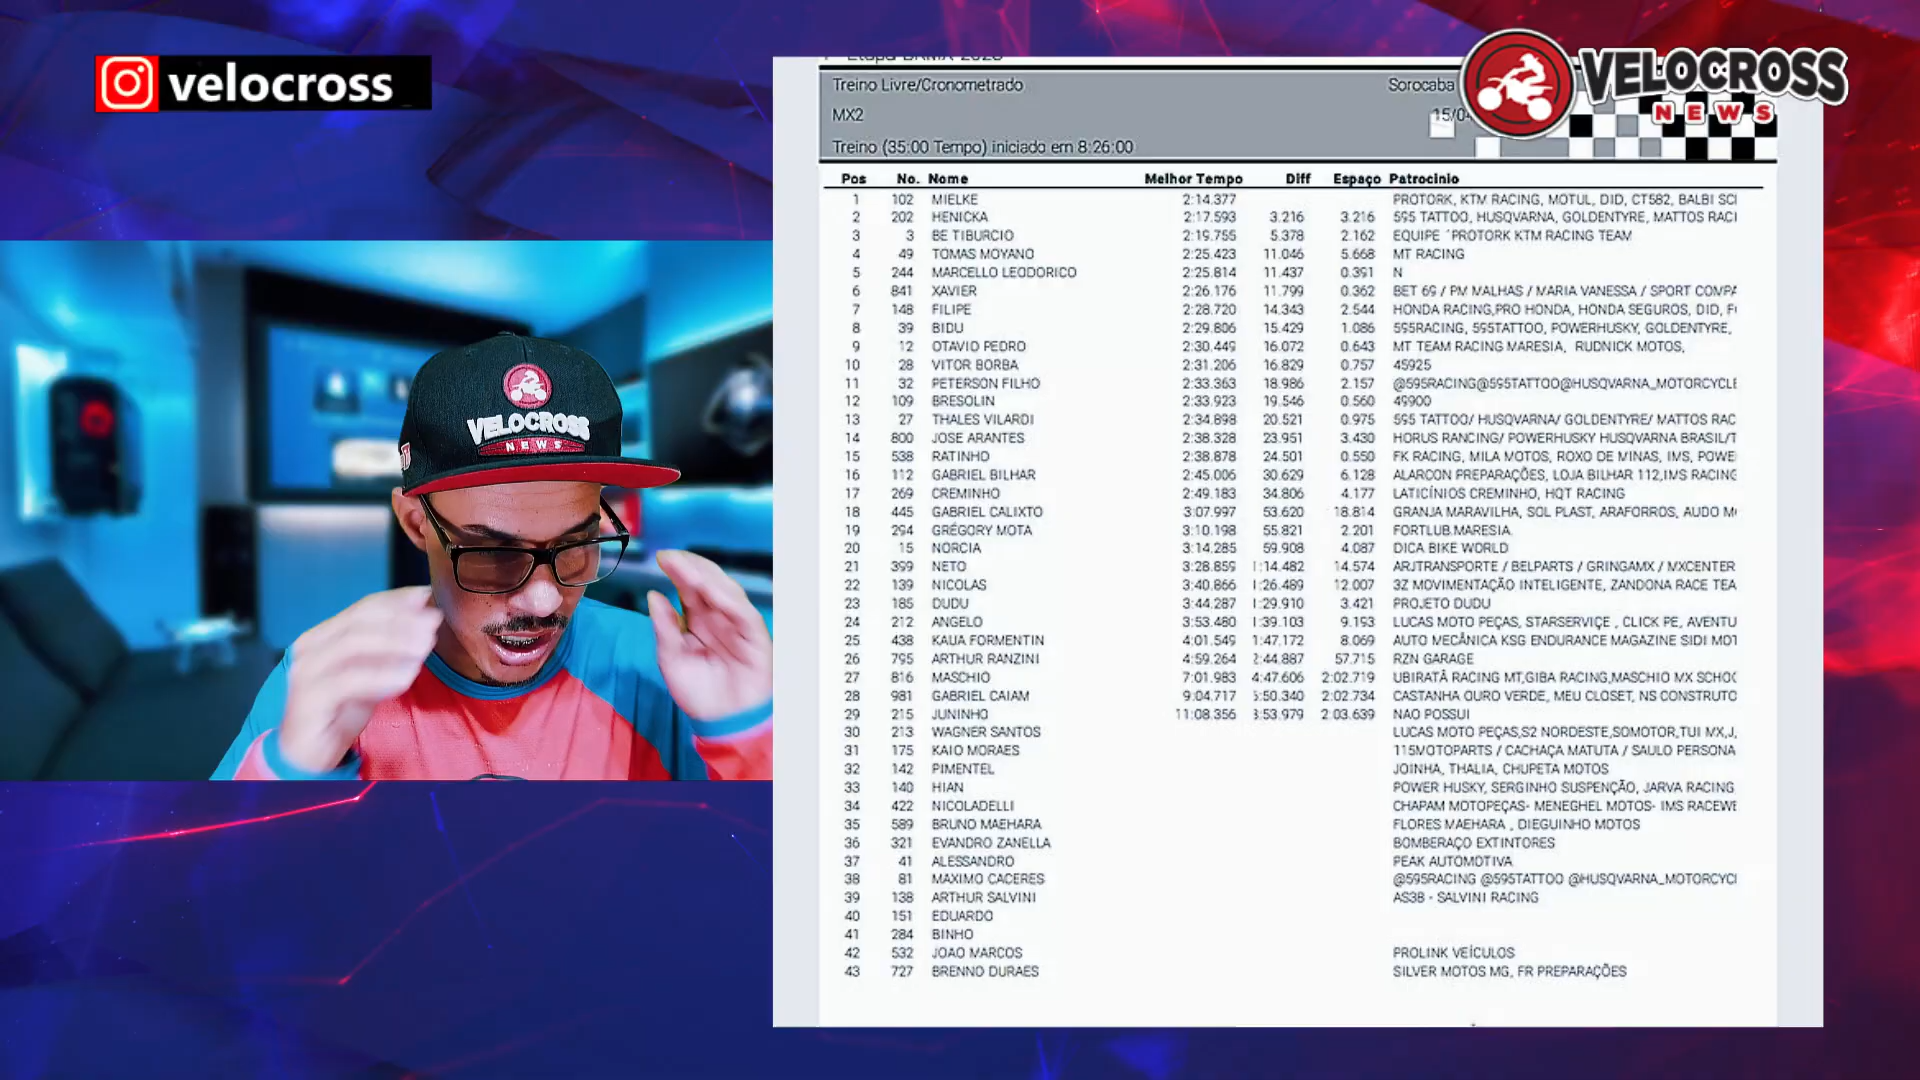 velocross
VELOCROSS
NEWS
VELOCROSS
NEWS
Treino Livre/Cronometrado Sorocaba
MX2 15/0
Treino (35:00 Tempo) iniciado em 8:26:00
Pos No. Nome Melhor Tempo Diff Espaço Patrocinio
1 102 MIELKE 2:14.377 PROTORK, KTM RACING, MOTUL, DID, CT582, BALBI
2 202 HENICKA 2:17.593 3.216 3.216 595 TATTOO, HUSQVARNA, GOLDENTYRE, MATTOS RACI
3 3 BE TIBURCIO 2:19.755 5.378 2.162 EQUIPE ´PROTORK KTM RACING TEAM
4 49 TOMAS MOYANO 2:25.423 11.046 5.668 MT RACING
5 244 MARCELLO LEODORICO 2:25.814 11.437 0.391 N
6 841 XAVIER 2:26.176 11.799 0.362 BET 69 / PM MALHAS / MARIA VANESSA / SPORT COMPA
7 148 FILIPE 2:28.720 14.343 2.544 HONDA RACING,PRO HONDA, HONDA SEGUROS, DID,
8 39 BIDU 2:29.806 15.429 1.086 595RACING, 595TATTOO, POWERHUSKY, GOLDENTYRE,
9 12 OTAVIO PEDRO 2:30.449 16.072 0.643 MT TEAM RACING MARESIA, RUDNICK MOTOS,
10 28 VITOR BORBA 2:31.206 16.829 0.757 45925
11 32 PETERSON FILHO 2:33.363 18.986 2.157 @595RACING@595TATTOO@HUSQVARNA_MOTORCYCLE
12 109 BRESOLIN 2:33.923 19.546 0.560 49900
13 27 THALES VILARDI 2:34.898 20.521 0.975 595 TATTOO/ HUSQVARNA/ GOLDENTYRE/ MATTOS RAC
14 800 JOSE ARANTES 2:38.328 23.951 3.430 HORUS RANCING/ POWERHUSKY HUSQVARNA BRASIL/T
15 538 RATINHO 2:38.878 24.501 0.550 FK RACING, MILA MOTOS, ROXO DE MINAS, IMS, POWE
16 112 GABRIEL BILHAR 2:45.006 30.629 6.128 ALARCON PREPARAÇÕES, LOJA BILHAR 112,IMS RACING
17 269 CREMINHO 2:49.183 34.806 4.177 LATICÍNIOS CREMINHO, HQT RACING
18 445 GABRIEL CALIXTO 3:07.997 53.620 18.814 GRANJA MARAVILHA, SOL PLAST, ARAFORROS, AUDO
19 294 GRÉGORY MOTA 3:10.198 55.821 2.201 FORTLUB.MARESIA.
20 15 NORCIA 3:14.285 59.908 4.087 DICA BIKE WORLD
21 399 NETO 3:28.859 1:14.482 14.574 ARJTRANSPORTE / BELPARTS / GRINGAMX / MXCENTER
22 139 NICOLAS 3:40.866 1:26.489 12.007 3Z MOVIMENTAÇÃO INTELIGENTE, ZANDONA RACE TEA
23 185 DUDU 3:44.287 1:29.910 3.421 PROJETO DUDU
24 212 ANGELO 3:53.480 1:39.103 9.193 LUCAS MOTO PEÇAS, STARSERVIÇE , CLICK PE, AVENTU
25 438 KAUA FORMENTIN 4:01.549 1:47.172 8.069 AUTO MECÂNICA KSG ENDURANCE MAGAZINE SIDI MOT
26 795 ARTHUR RANZINI 4:59.264 2:44.887 57.715 RZN GARAGE
27 816 MASCHIO 7:01.983 4:47.606 2:02.719 UBIRATÃ RACING MT,GIBA RACING,MASCHIO MX SCHO
28 981 GABRIEL CAIAM 9:04.717 :50.340 2:02.734 CASTANHA OURO VERDE, MEU CLOSET, NS CONSTRUTO
29 215 JUNINHO 11:08.356 :53.979 2:03.639 NAO POSSUI
30 213 WAGNER SANTOS LUCAS MOTO PEÇAS,S2 NORDESTE,SOMOTOR,TUI MX,J,
31 175 KAIO MORAES 115MOTOPARTS / CACHAÇA MATUTA / SAULO PERSONA
32 142 PIMENTEL JOINHA, THALIA, CHUPETA MOTOS
33 140 HIAN POWER HUSKY, SERGINHO SUSPENÇÃO, JARVA RACING
34 422 NICOLADELLI CHAPAM MOTOPEÇAS- MENEGHEL MOTOS- IMS RACEWE
35 589 BRUNO MAEHARA FLORES MAEHARA , DIEGUINHO MOTOS
36 321 EVANDRO ZANELLA BOMBERAÇO EXTINTORES
37 41 ALESSANDRO PEAK AUTOMOTIVA
38 81 MAXIMO CACERES @595RACING @595TATTOO @HUSQVARNA_MOTORCYCL
39 138 ARTHUR SALVINI AS38 - SALVINI RACING
40 151 EDUARDO
41 284 BINHO
42 532 JOAO MARCOS PROLINK VEÍCULOS
43 727 BRENNO DURAES SILVER MOTOS MG, FR PREPARAÇÕES